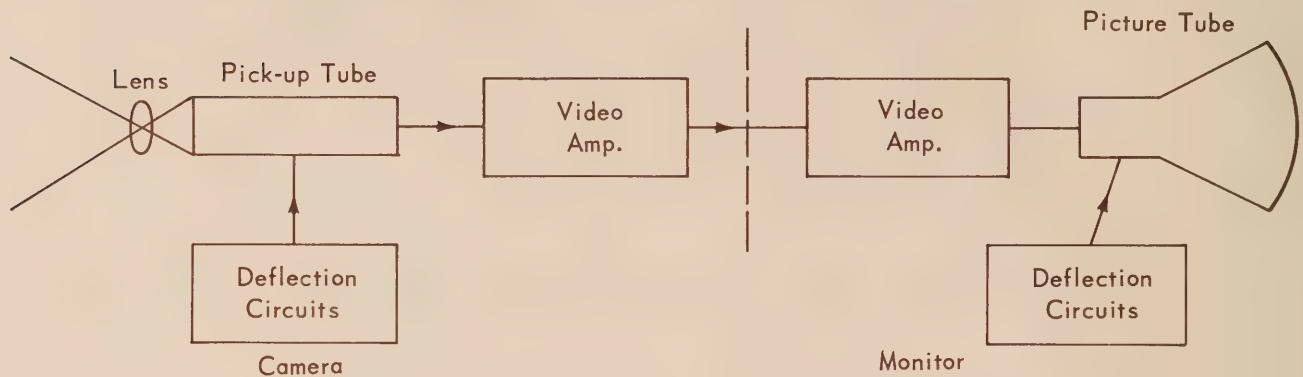 Picture Tube
Lens
Pick-up Tube
Video
Amp.
Video
Amp.
Deflection
Circuits
Deflection
Circuits
Camera
Monitor